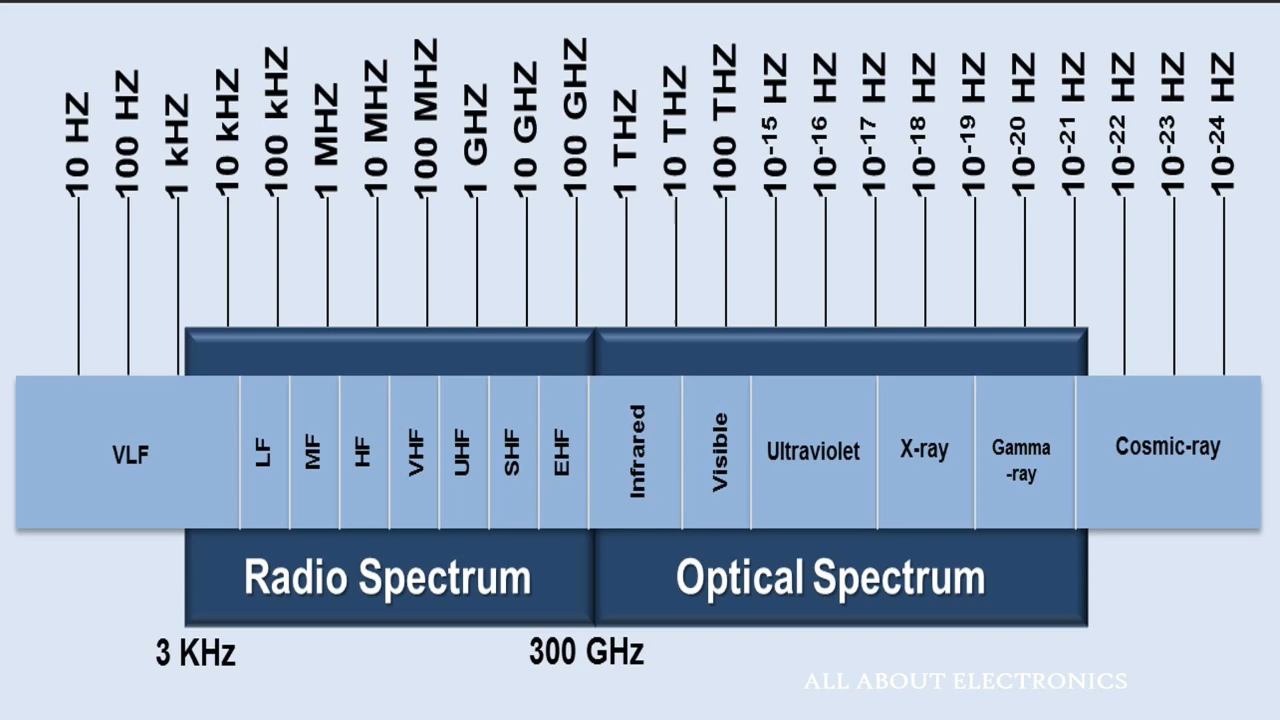 10 HZ
100 HZ
1 kHZ
10 kHZ
100 kHZ
1 MHZ
10 MHZ
100 MHZ
1 GHZ
10 GHZ
100 GHZ
1 THZ
10 THZ
100 THZ
10⁻¹⁵ HZ
10⁻¹⁶ HZ
10⁻¹⁷ HZ
10⁻¹⁸ HZ
10⁻¹⁹ HZ
10⁻²⁰ HZ
10⁻²¹ HZ
10⁻²² HZ
10⁻²³ HZ
10⁻²⁴ HZ
VLF
LF
MF
HF
VHF
UHF
SHF
EHF
Infrared
Visible
Ultraviolet
X-ray
Gamma
-ray
Cosmic-ray
Radio Spectrum
Optical Spectrum
3 KHz
300 GHz
ALL ABOUT ELECTRONICS